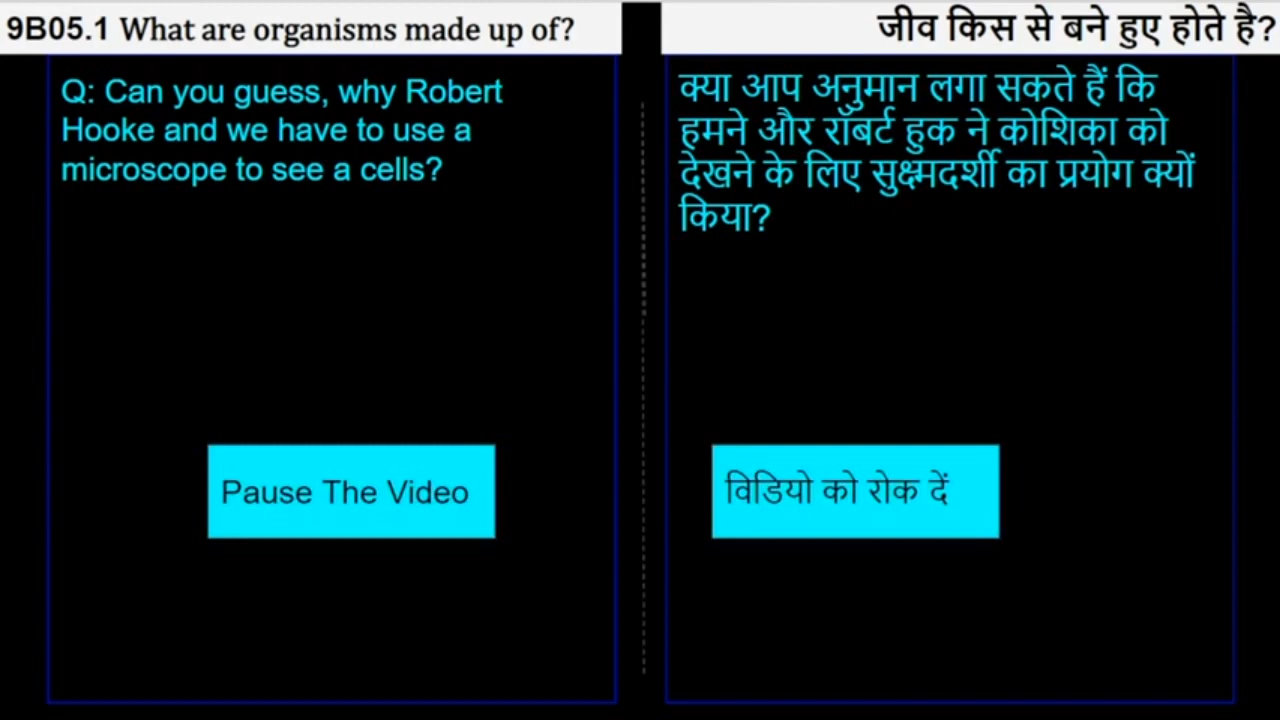 9B05.1 What are organisms made up of?
जीव किस से बने हुए होते है?
Q: Can you guess, why Robert
Hooke and we have to use a
microscope to see a cells?
Pause The Video
क्या आप अनुमान लगा सकते हैं कि
हमने और रॉबर्ट हुक ने कोशिका को
देखने के लिए सुक्ष्मदर्शी का प्रयोग क्यों
किया?
विडियो को रोक दें